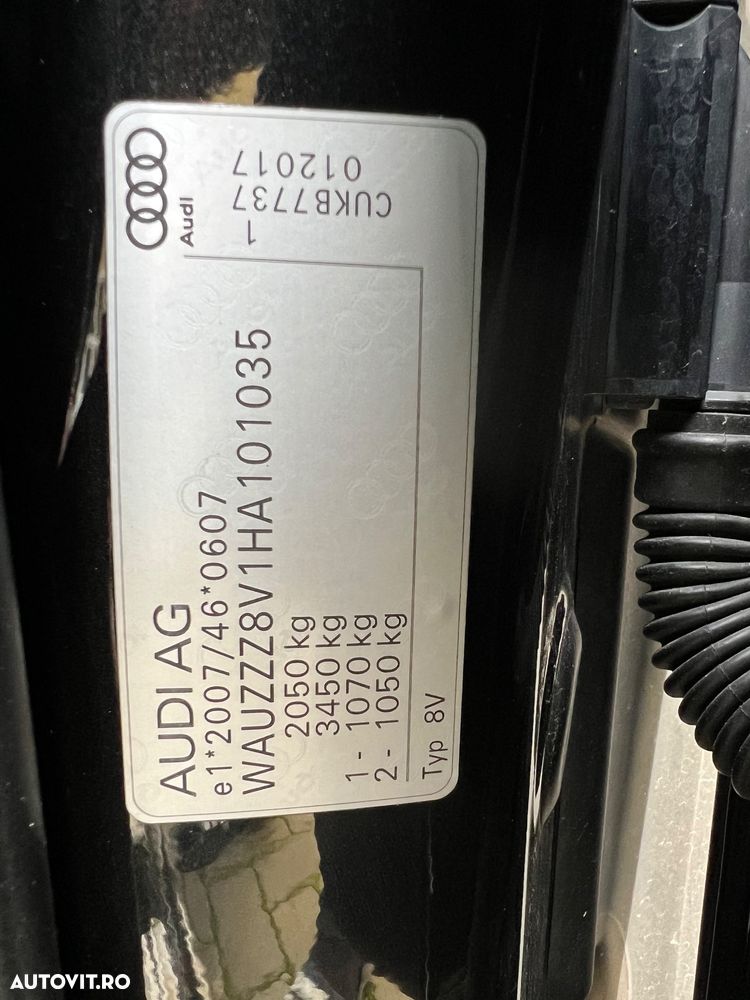 AUDI AG
e1*2007/46*0607
WAUZZZ8V1HA101035
2050 kg
3450 kg
1 - 1070 kg
2 - 1050 kg
Typ 8V
Audi
1
CUKB7737
012017
AUTOVIT.RO